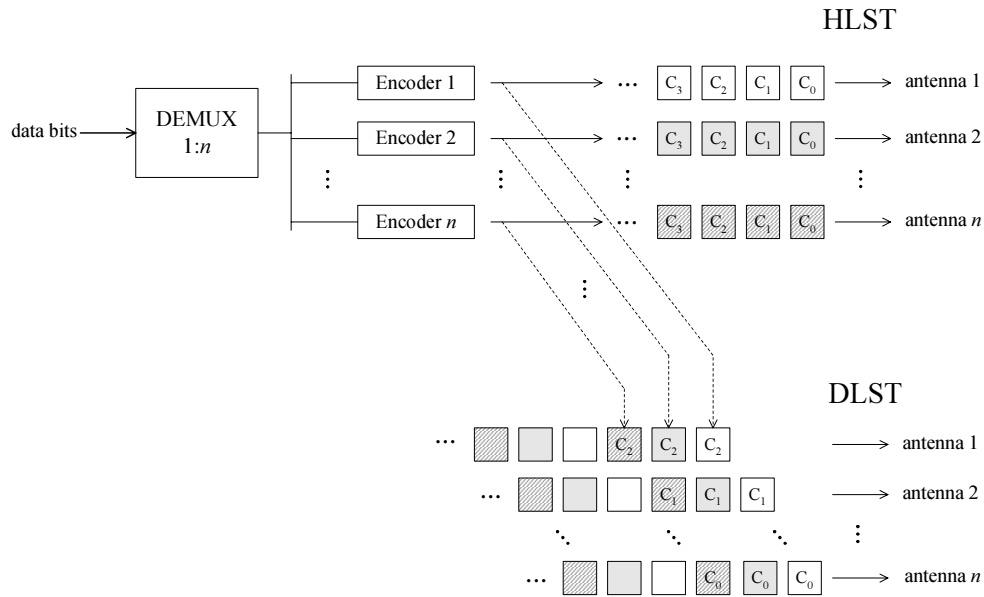 HLST
Encoder 1 ... C₃ C₂ C₁ C₀ antenna 1
data bits DEMUX 1:n
Encoder 2 ... C₃ C₂ C₁ C₀ antenna 2
Encoder n ... C₃ C₂ C₁ C₀ antenna n
DLST
... C₂ C₂ C₂ antenna 1
... C₁ C₁ C₁ antenna 2
C₀ C₀ C₀ antenna n